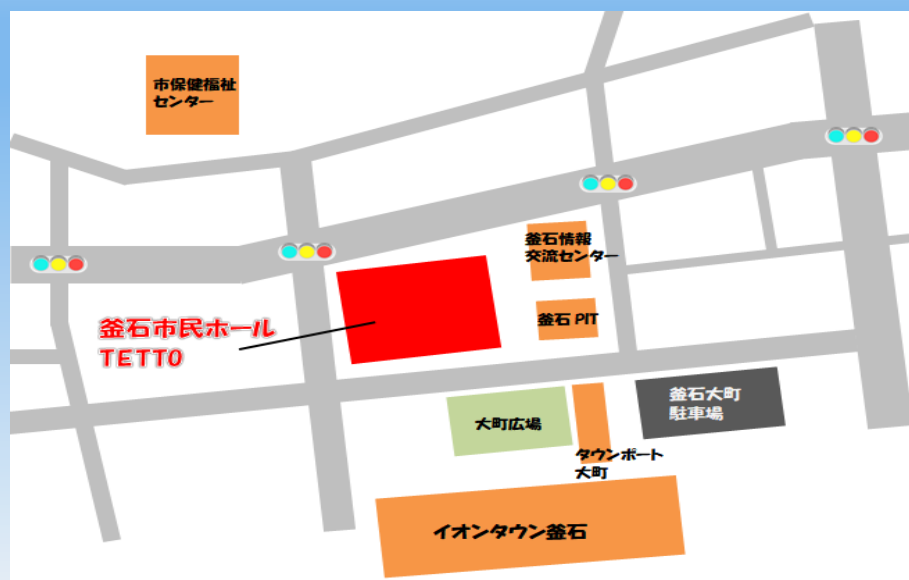 市保健福祉
センター
釜石情報
交流センター
釜石 PIT
釜石市民ホール
TETTO
釜石大町
駐車場
大町広場
タウンポート
大町
イオンタウン釜石